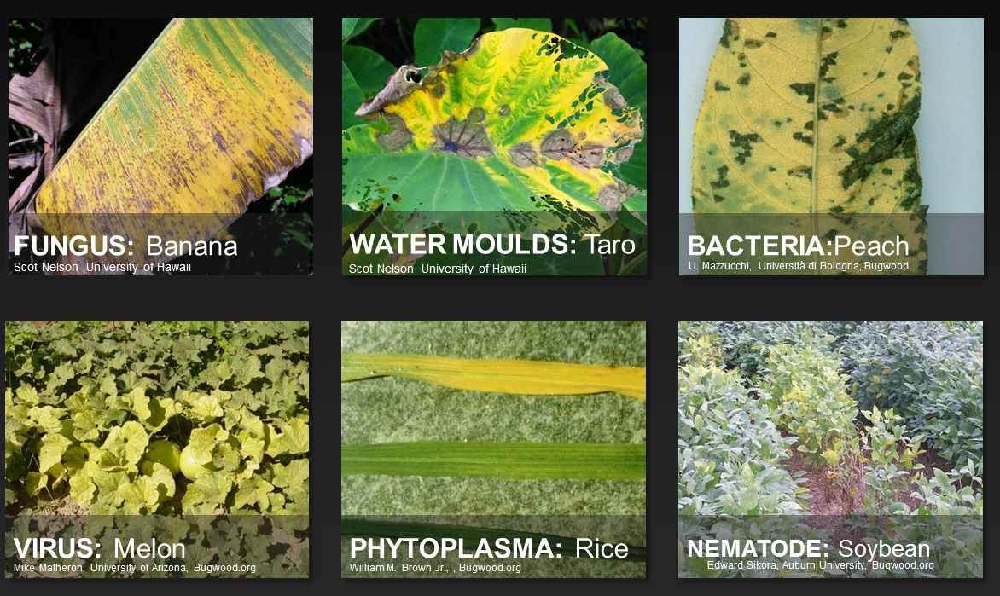 FUNGUS: Banana
Scot Nelson University of Hawaii
WATER MOULDS: Taro
Scot Nelson University of Hawaii
BACTERIA:Peach
U. Mazzucchi, Università di Bologna, Bugwood
VIRUS: Melon
Mike Matheron, University of Arizona, Bugwood.org
PHYTOPLASMA: Rice
William M. Brown Jr., , Bugwood.org
NEMATODE: Soybean
Edward Sikora, Auburn University, Bugwood.org